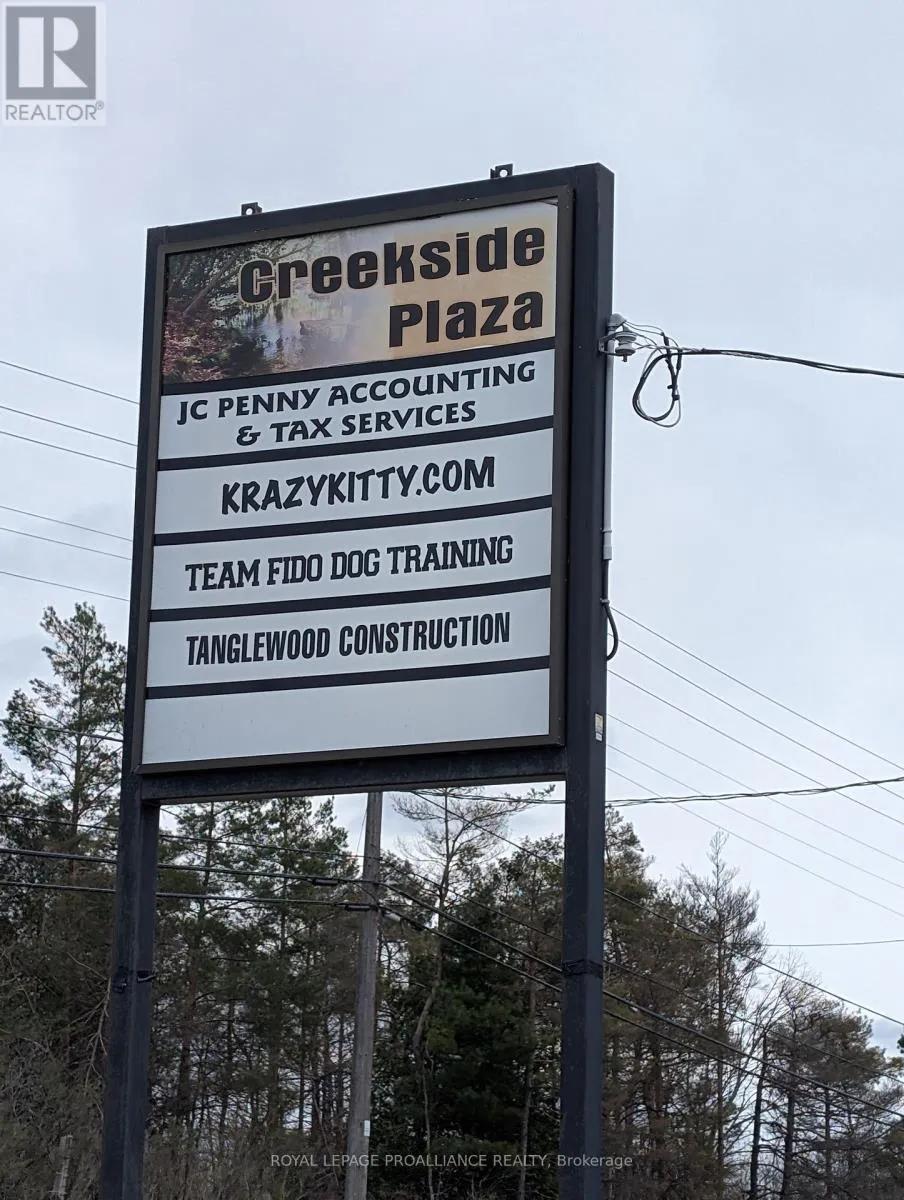 R
REALTOR®
Creekside
Plaza
JC PENNY ACCOUNTING
& TAX SERVICES
KRAZYKITTY.COM
TEAM FIDO DOG TRAINING
TANGLEWOOD CONSTRUCTION
ROYAL LEPAGE PROALLIANCE REALTY, Brokerage